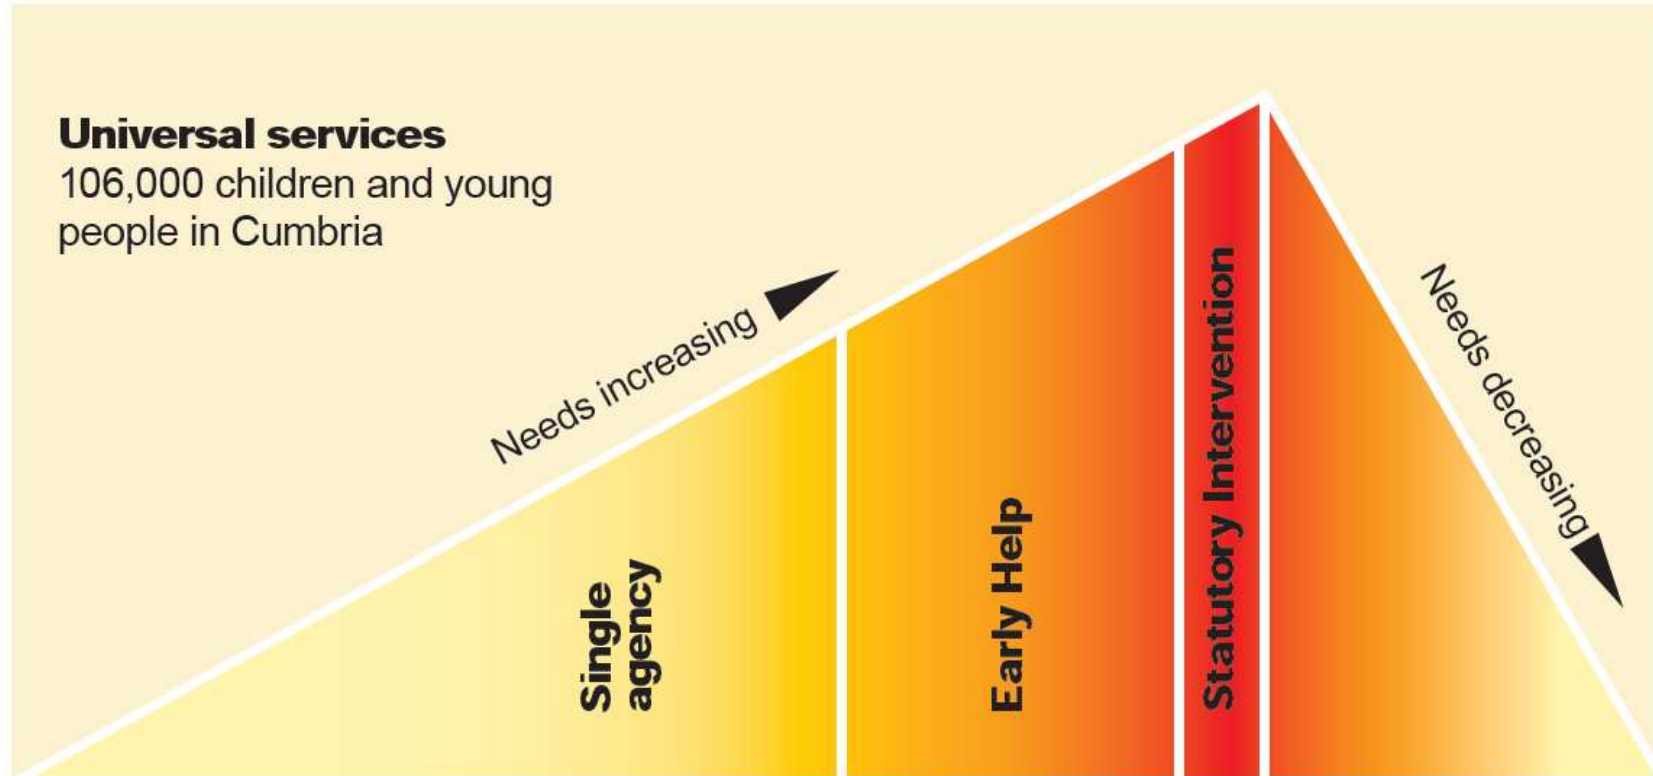 Universal services
106,000 children and young
people in Cumbria
Needs increasing
Single
agency
Early Help
Statutory Intervention
Needs decreasing